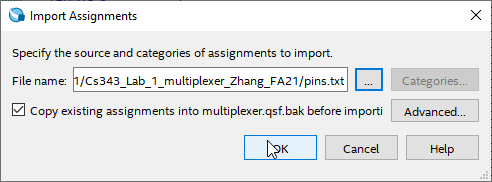 Import Assignments
Specify the source and categories of assignments to import.
File name: 1/Cs343_Lab_1_multiplexer_Zhang_FA21/pins.txt ... Categories...
Copy existing assignments into multiplexer.qsf.bak before importi Advanced...
OK Cancel Help